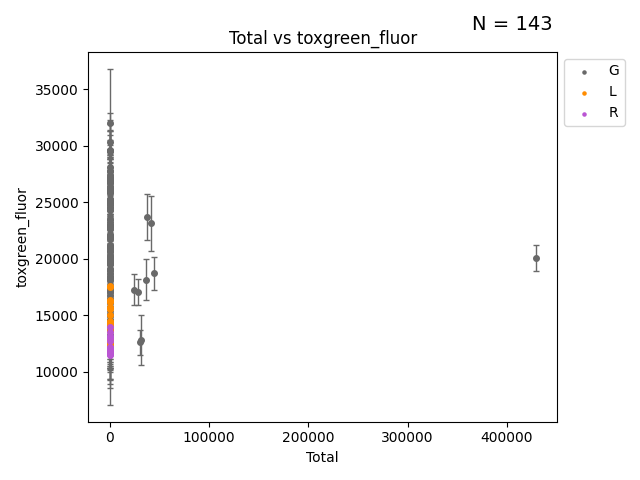 N = 143
Total vs toxgreen_fluor
G
L
R
35000
30000
25000
20000
15000
10000
toxgreen_fluor
0
100000
200000
300000
400000
Total